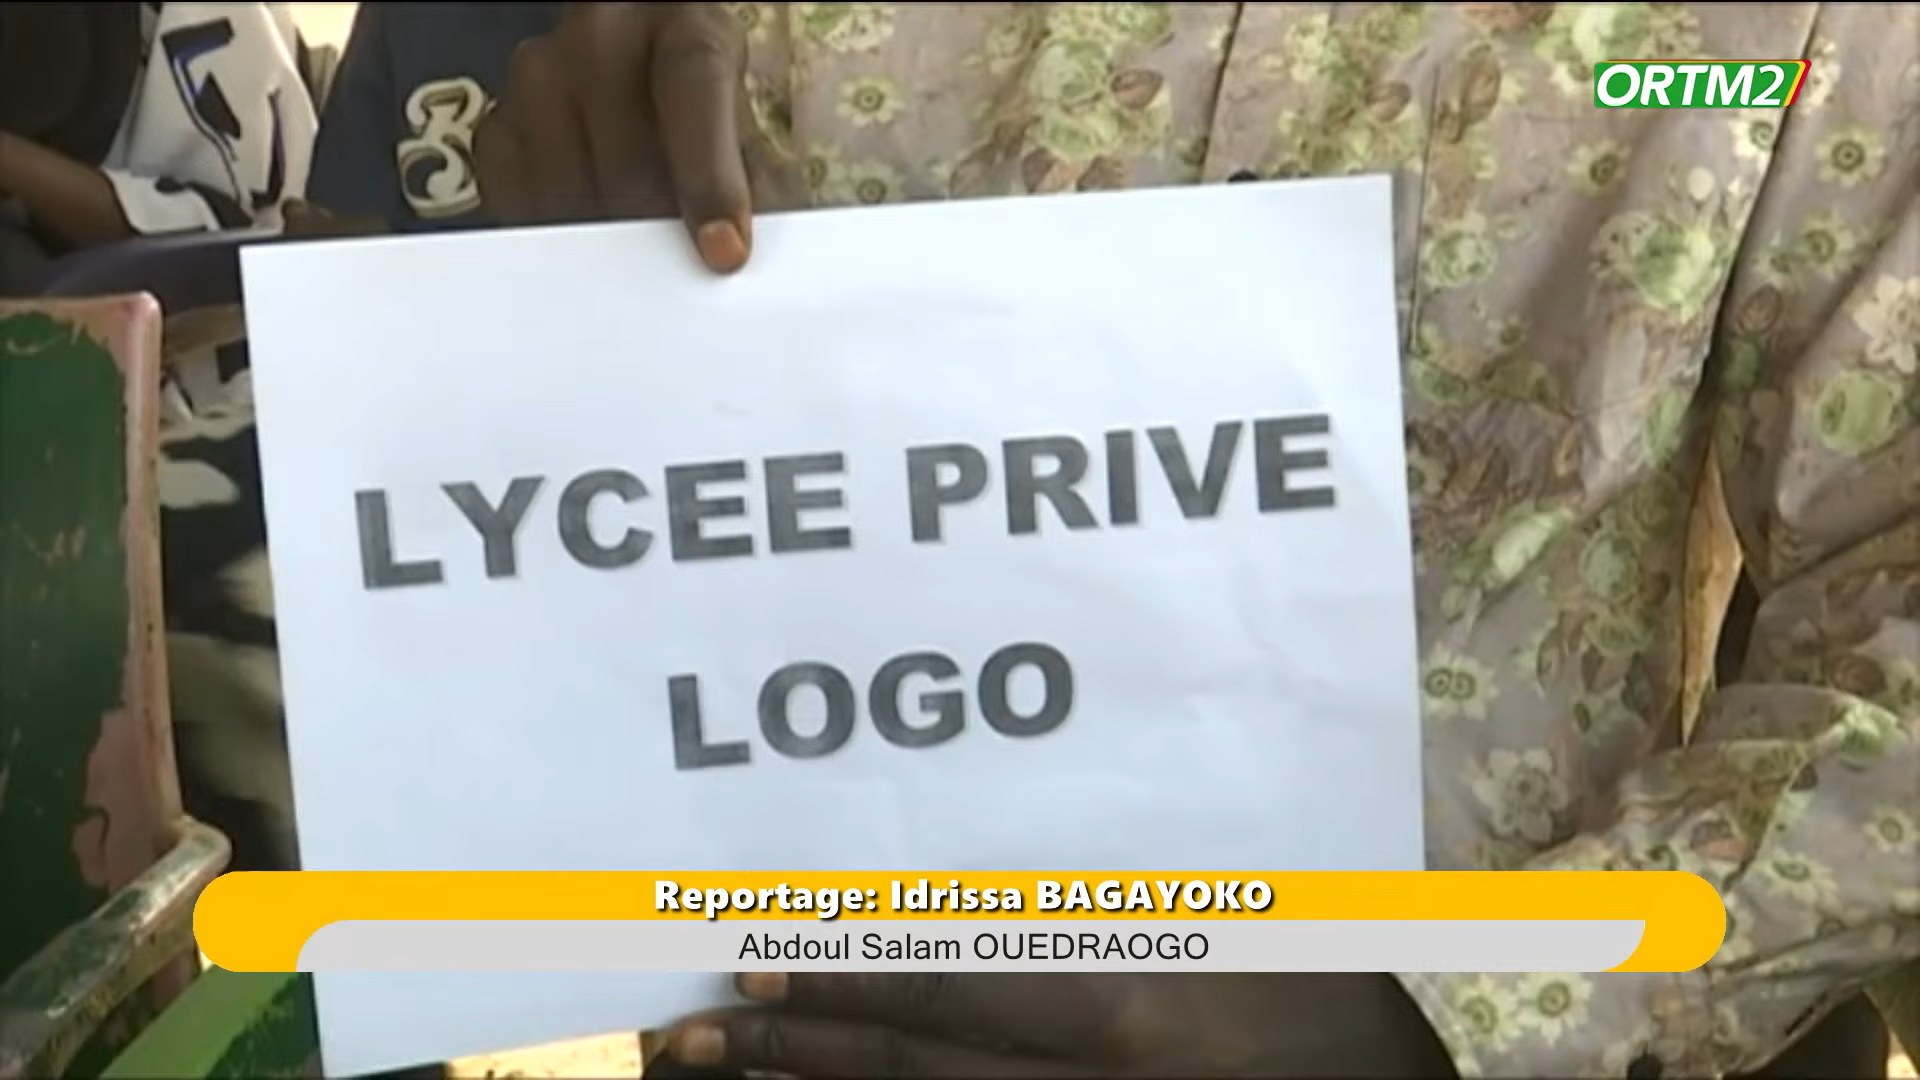 ORTM2
LYCEE PRIVE
LOGO
Reportage: Idrissa BAGAYOKO
Abdoul Salam OUEDRAOGO